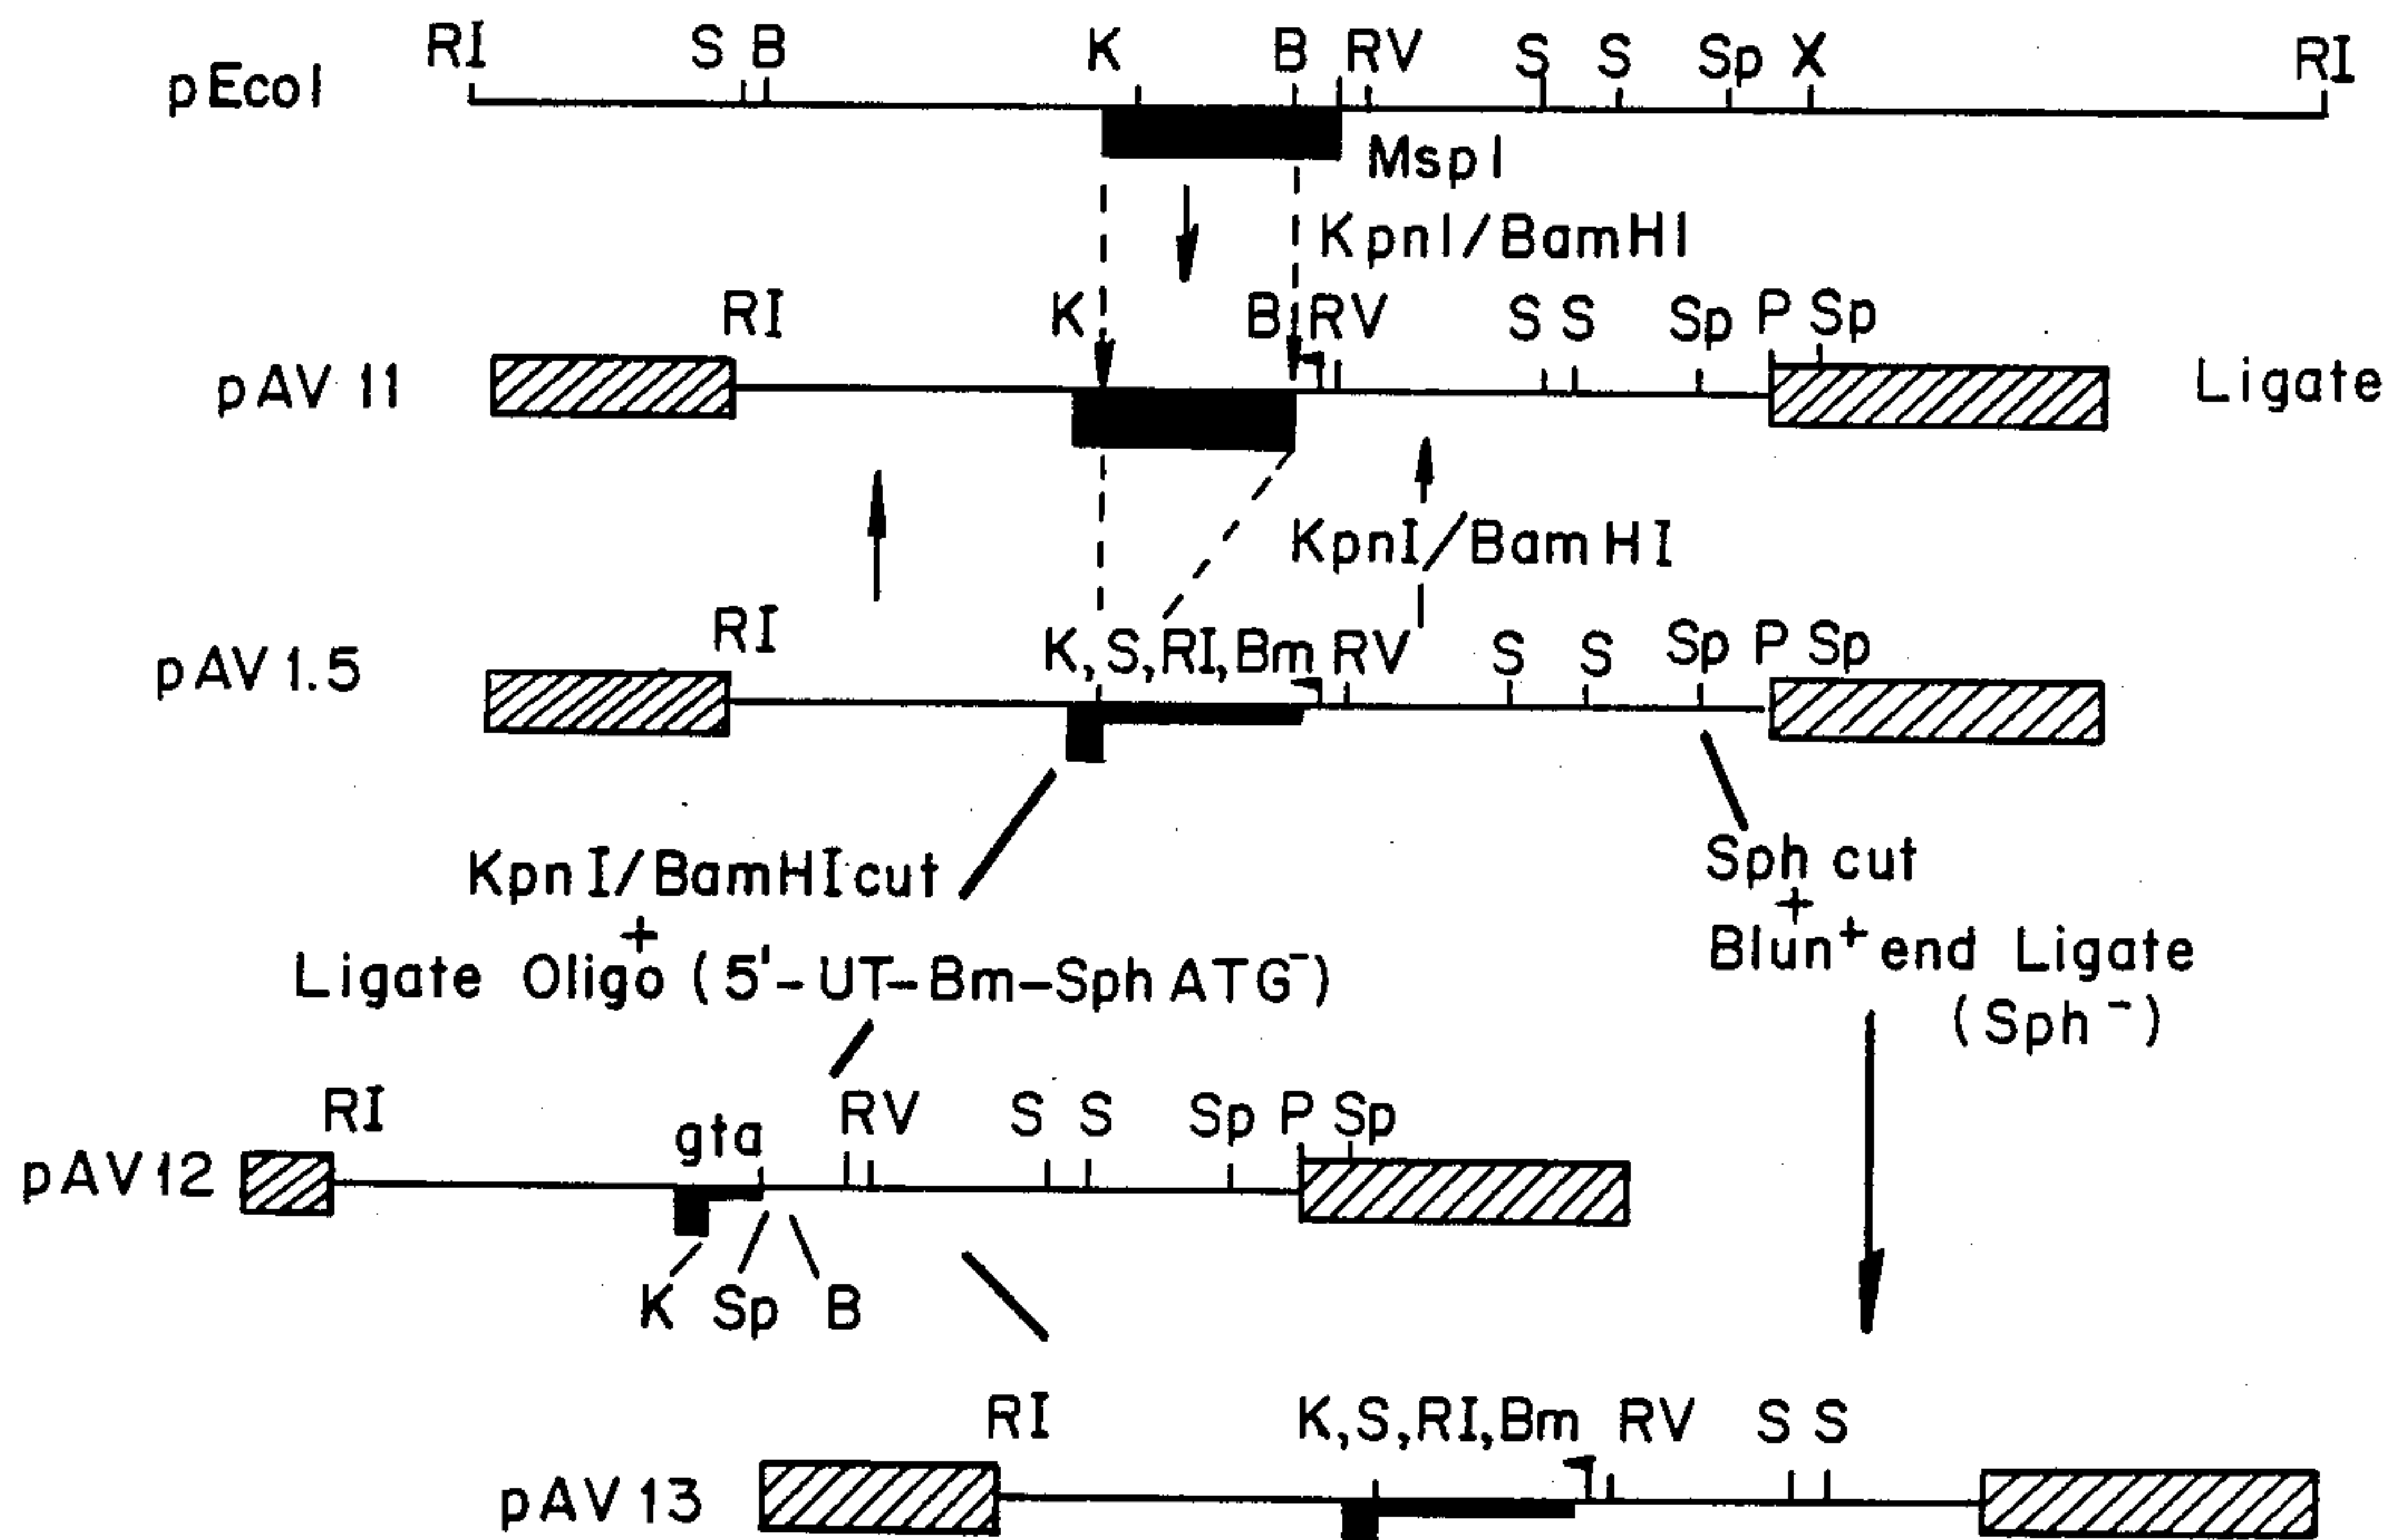 RI S B K B RV S S Sp X RI
pEcoI
MspI
KpnI/BamHI
RI K B RV S S Sp P Sp
pAV 11
Ligate
KpnI/BamHI
RI K, S, RI, Bm RV S S Sp P Sp
pAV 1.5
KpnI/BamHI cut
+
Ligate Oligo (5'-UT-Bm-Sph ATG⁻)
Sph cut
+
Blun⁺ end Ligate
(Sph⁻)
RI gta RV S S Sp P Sp
pAV 12
K Sp B
RI K,S,RI,Bm RV S S
pAV 13